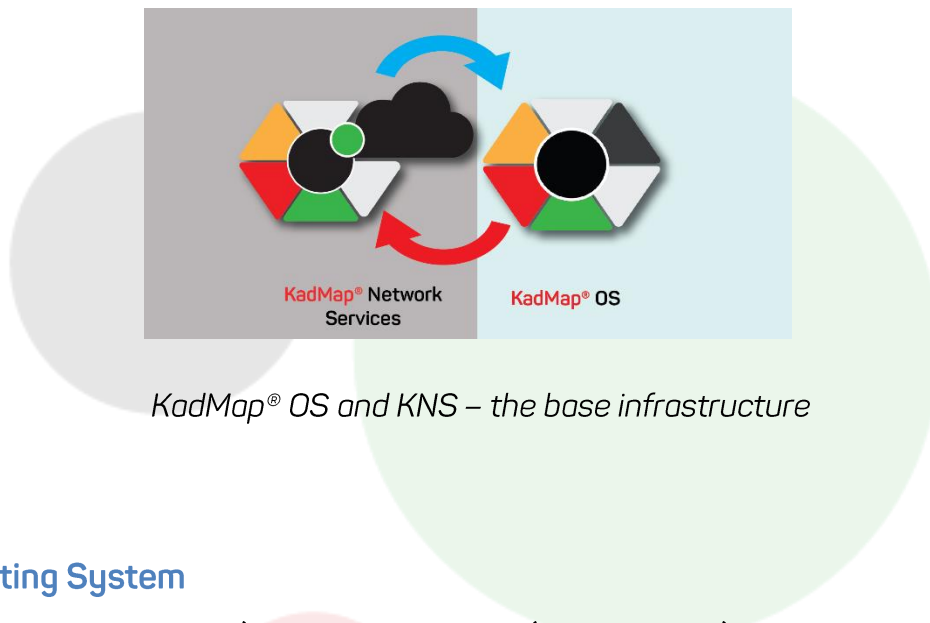 KadMap® Network
Services
KadMap® OS
KadMap® OS and KNS – the base infrastructure
ting System